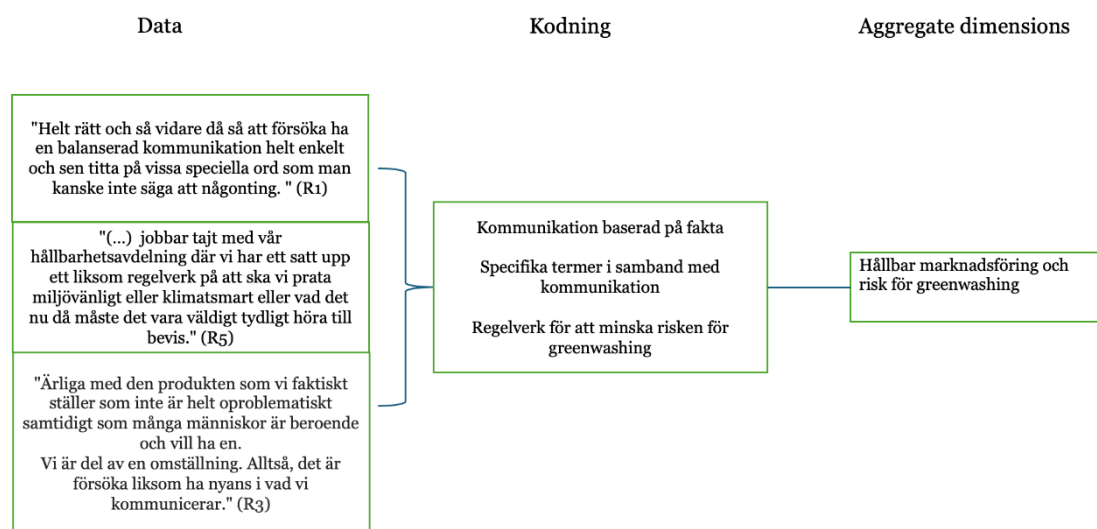 Data
Kodning
Aggregate dimensions
"Helt rätt och så vidare då så att försöka ha
en balanserad kommunikation helt enkelt
och sen titta på vissa speciella ord som man
kanske inte säga att någonting. " (R1)
"(…)  jobbar tajt med vår
hållbarhetsavdelning där vi har ett satt upp
ett liksom regelverk på att ska vi prata
miljövänligt eller klimatsmart eller vad det
nu då måste det vara väldigt tydligt höra till
bevis." (R5)
"Ärliga med den produkten som vi faktiskt
ställer som inte är helt oproblematiskt
samtidigt som många människor är beroende
och vill ha en.
Vi är del av en omställning. Alltså, det är
försöka liksom ha nyans i vad vi
kommunicerar." (R3)
Kommunikation baserad på fakta
Specifika termer i samband med
kommunikation
Regelverk för att minska risken för
greenwashing
Hållbar marknadsföring och
risk för greenwashing